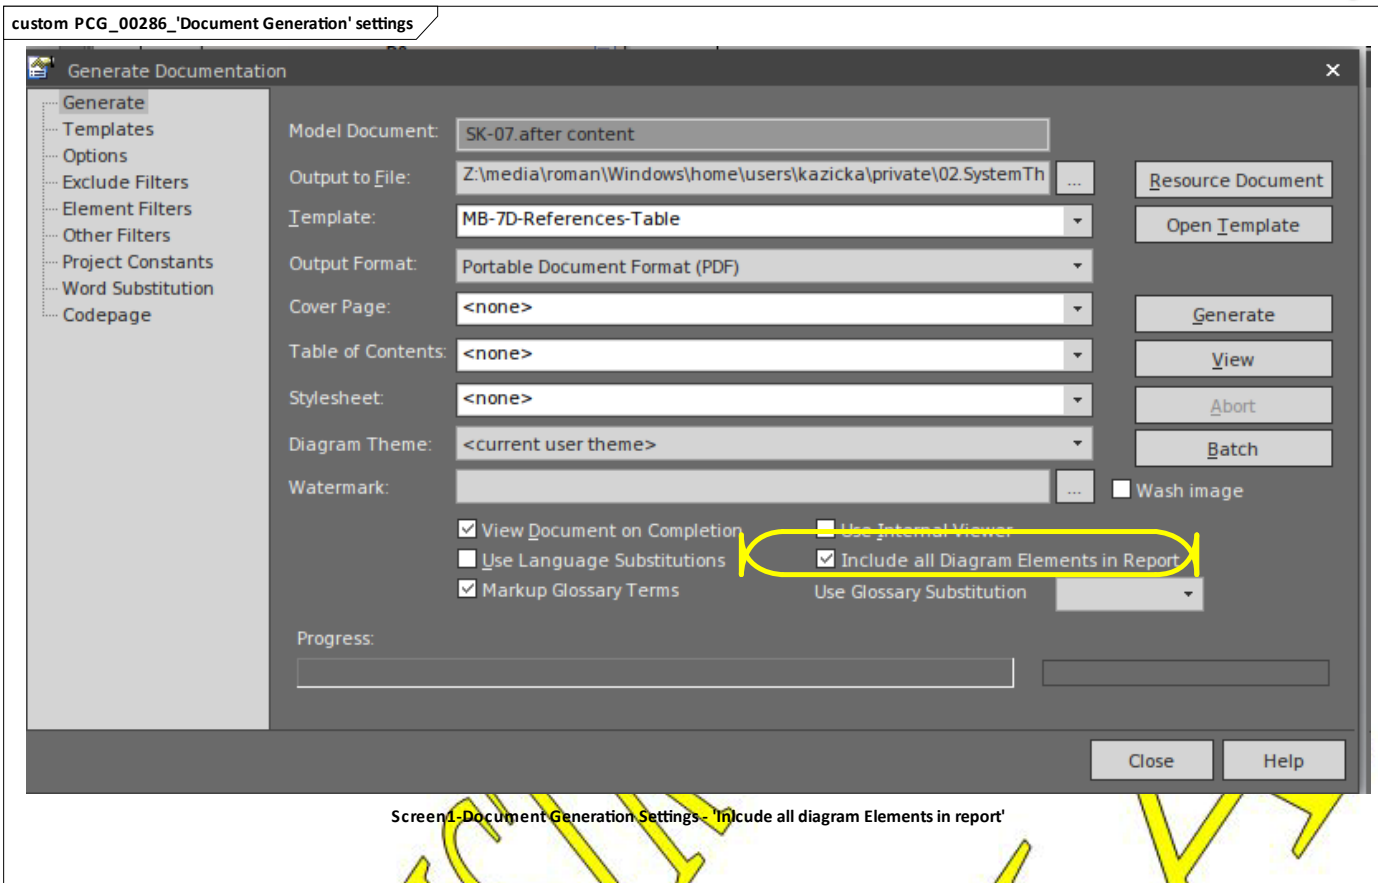 custom PCG_00286_'Document Generation' settings
Generate Documentation
Generate
Templates
Options
Exclude Filters
Element Filters
Other Filters
Project Constants
Word Substitution
Codepage
Model Document: SK-07.after content
Output to File: Z:\media\roman\Windows\home\users\kazicka\private\02.SystemTh ... Resource Document
Template: MB-7D-References-Table Open Template
Output Format: Portable Document Format (PDF)
Cover Page: <none> Generate
Table of Contents: <none> View
Stylesheet: <none> Abort
Diagram Theme: <current user theme> Batch
Watermark: ... Wash image
View Document on Completion Use Internal Viewer
Use Language Substitutions Include all Diagram Elements in Report
Markup Glossary Terms Use Glossary Substitution
Progress:
Close Help
Screen1-Document Generation Settings - 'Inlcude all diagram Elements in report'